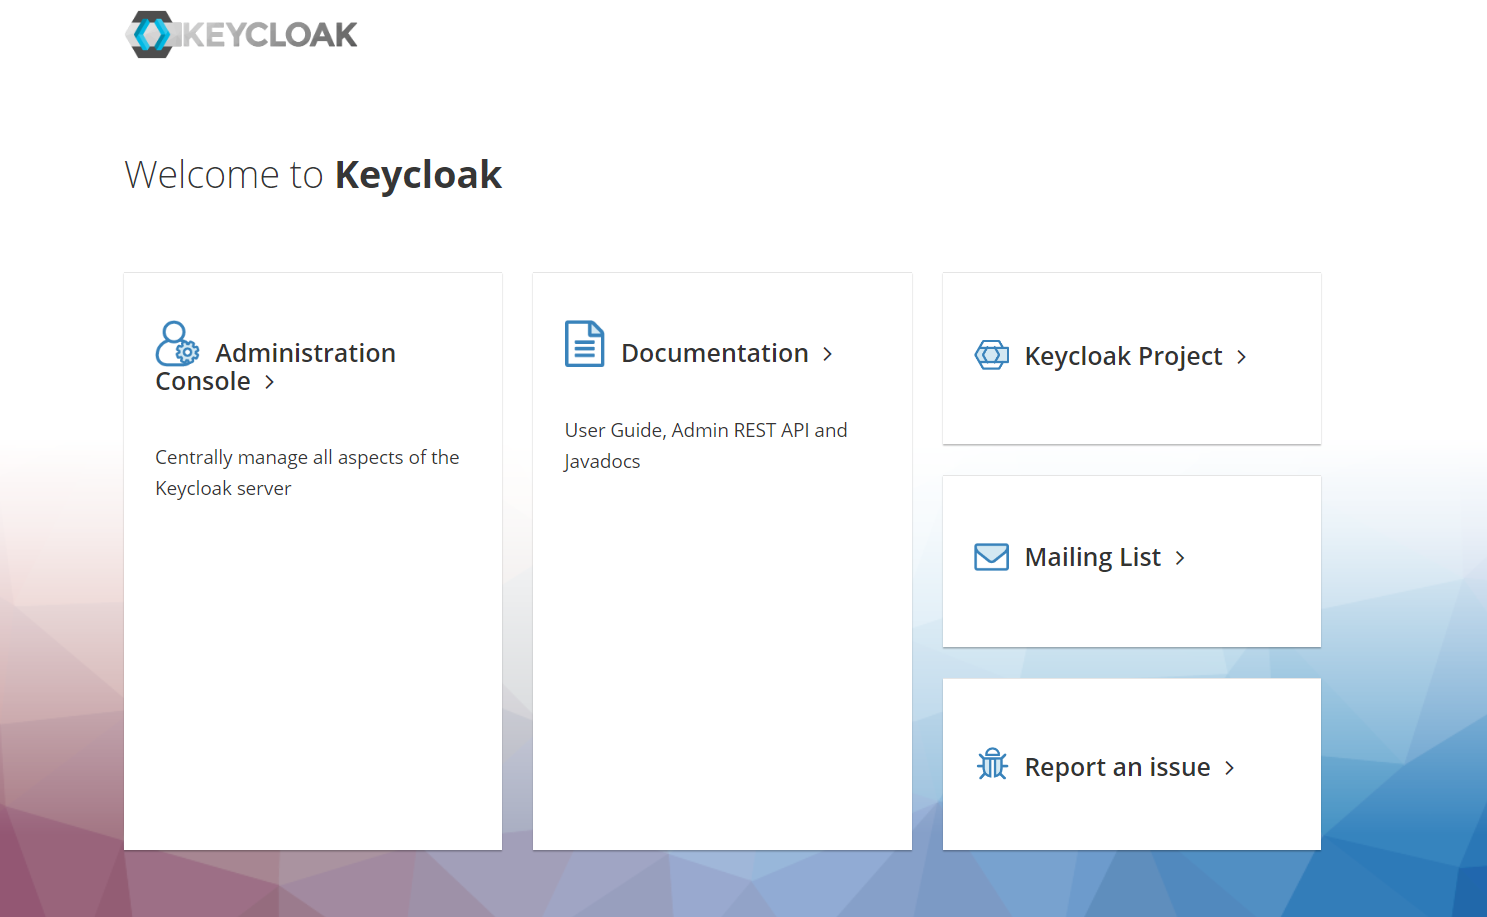 KEYCLOAK
Welcome to Keycloak
Administration
Console
Centrally manage all aspects of the
Keycloak server
Documentation
User Guide, Admin REST API and
Javadocs
Keycloak Project
Mailing List
Report an issue